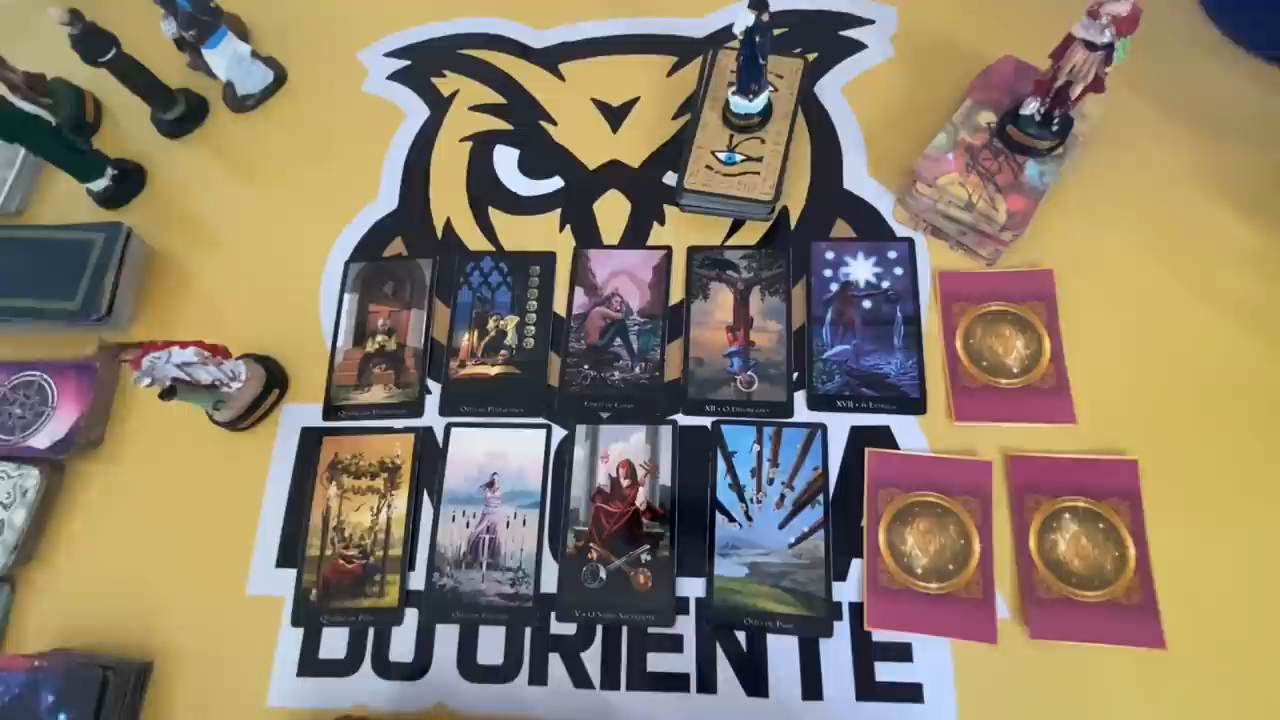 Quatro de Pentáculos
Oito de Pentáculos
Cinco de Copas
XII • O Enforcado
XVII • A Estrela
Quatro de Paus
Oito de Espadas
V • O Sumo Sacerdote
Oito de Paus
DO ORIENTE